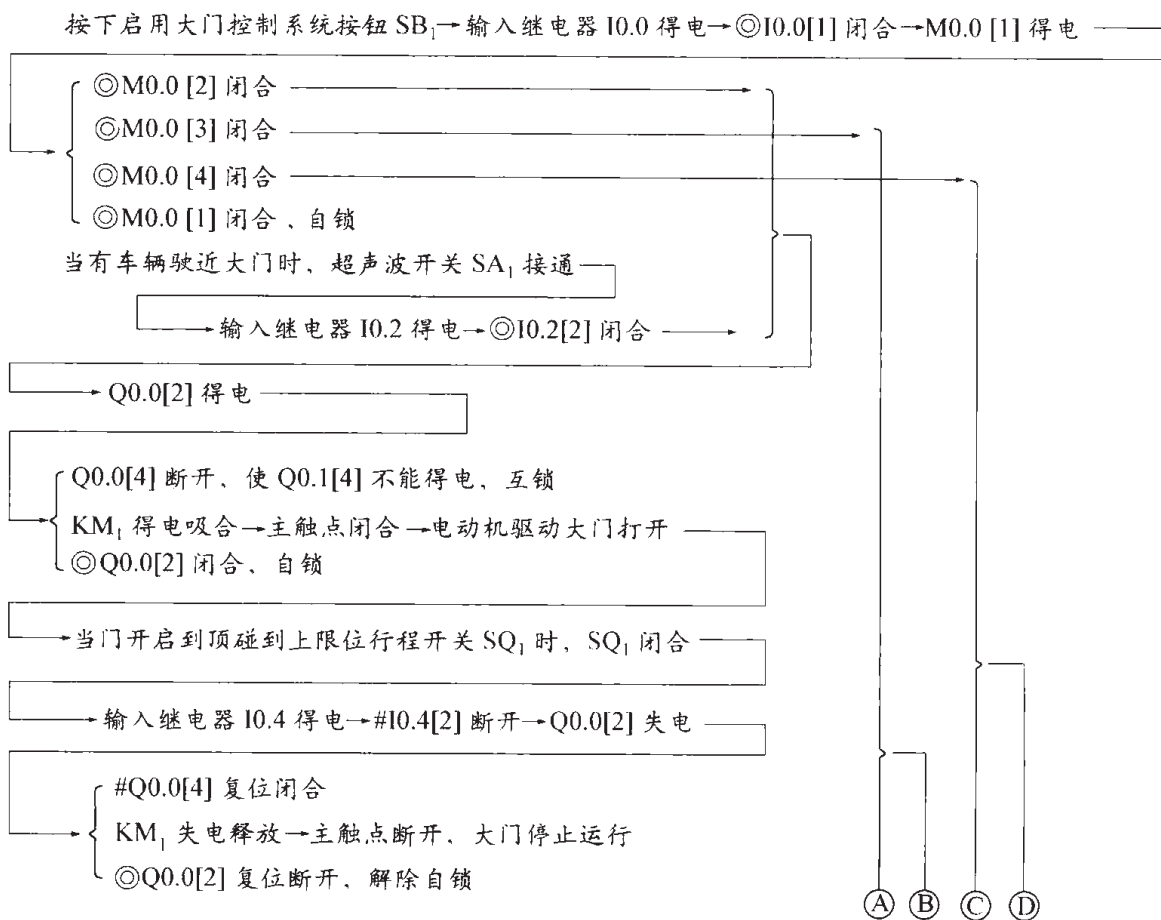 按下启用大门控制系统按钮 SB₁→输入继电器 I0.0 得电→◎I0.0[1] 闭合→M0.0 [1] 得电
◎M0.0 [2] 闭合
◎M0.0 [3] 闭合
◎M0.0 [4] 闭合
◎M0.0 [1] 闭合、自锁
当有车辆驶近大门时，超声波开关 SA₁ 接通
→输入继电器 I0.2 得电→◎I0.2[2] 闭合→
→Q0.0[2] 得电
Q0.0[4] 断开、使 Q0.1[4] 不能得电、互锁
KM₁ 得电吸合→主触点闭合→电动机驱动大门打开
◎Q0.0[2] 闭合、自锁
→当门开启到顶碰到上限位行程开关 SQ₁ 时，SQ₁ 闭合
→输入继电器 I0.4 得电→#I0.4[2] 断开→Q0.0[2] 失电
#Q0.0[4] 复位闭合
KM₁ 失电释放→主触点断开、大门停止运行
◎Q0.0[2] 复位断开、解除自锁
Ⓐ Ⓑ Ⓒ Ⓓ